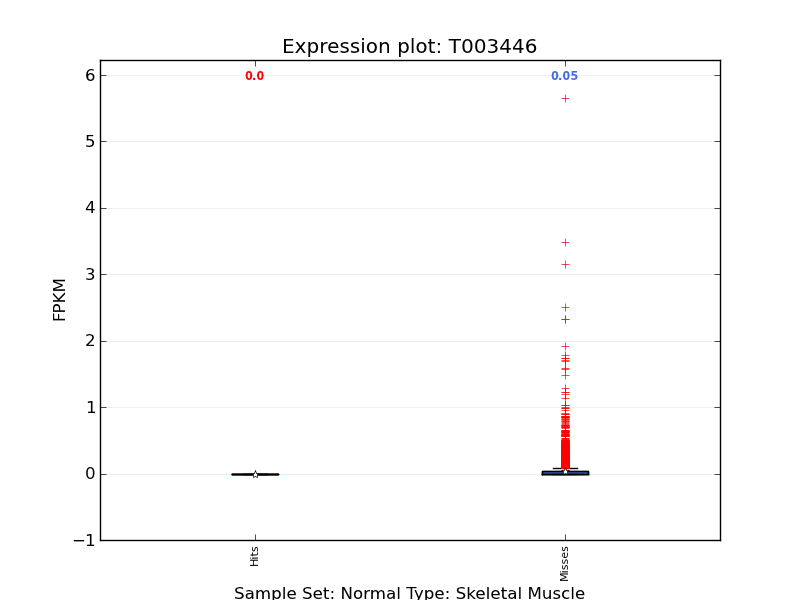 Expression plot: T003446
0.0
0.05
6
5
4
3
2
1
0
−1
FPKM
Hits
Misses
Sample Set: Normal Type: Skeletal Muscle